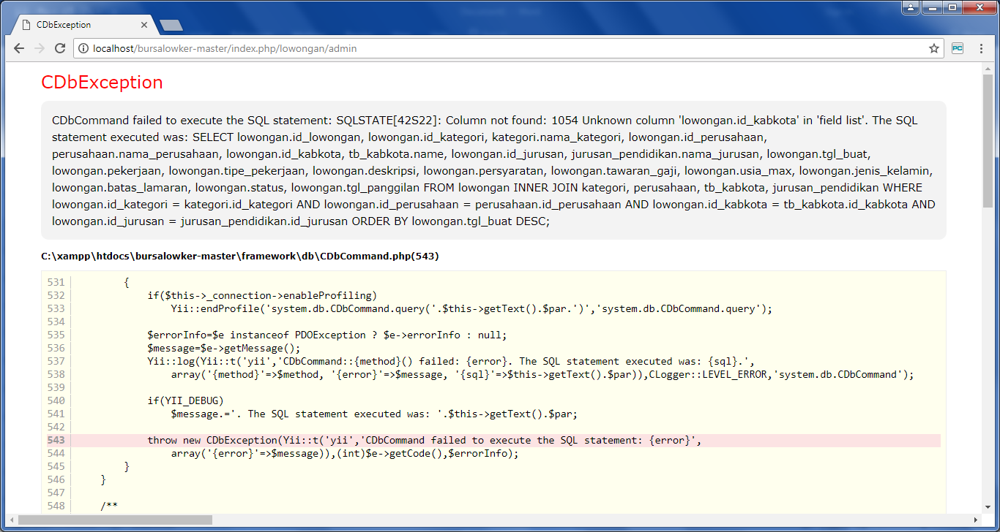 CDbException
localhost/bursalowker-master/index.php/lowongan/admin
PC
CDbException
CDbCommand failed to execute the SQL statement: SQLSTATE[42S22]: Column not found: 1054 Unknown column 'lowongan.id_kabkota' in 'field list'. The SQL
statement executed was: SELECT lowongan.id_lowongan, lowongan.id_kategori, kategori.nama_kategori, lowongan.id_perusahaan,
perusahaan.nama_perusahaan, lowongan.id_kabkota, tb_kabkota.name, lowongan.id_jurusan, jurusan_pendidikan.nama_jurusan, lowongan.tgl_buat,
lowongan.pekerjaan, lowongan.tipe_pekerjaan, lowongan.deskripsi, lowongan.persyaratan, lowongan.tawaran_gaji, lowongan.usia_max, lowongan.jenis_kelamin,
lowongan.batas_lamaran, lowongan.status, lowongan.tgl_panggilan FROM lowongan INNER JOIN kategori, perusahaan, tb_kabkota, jurusan_pendidikan WHERE
lowongan.id_kategori = kategori.id_kategori AND lowongan.id_perusahaan = perusahaan.id_perusahaan AND lowongan.id_kabkota = tb_kabkota.id_kabkota AND
lowongan.id_jurusan = jurusan_pendidikan.id_jurusan ORDER BY lowongan.tgl_buat DESC;
C:\xampp\htdocs\bursalowker-master\framework\db\CDbCommand.php(543)
531 {
532 if($this->_connection->enableProfiling)
533 Yii::endProfile('system.db.CDbCommand.query('.$this->getText().$par.')','system.db.CDbCommand.query');
534
535 $errorInfo=$e instanceof PDOException ? $e->errorInfo : null;
536 $message=$e->getMessage();
537 Yii::log(Yii::t('yii','CDbCommand::{method}() failed: {error}. The SQL statement executed was: {sql}.',
538 array('{method}'=>$method, '{error}'=>$message, '{sql}'=>$this->getText().$par)),CLogger::LEVEL_ERROR,'system.db.CDbCommand');
539
540 if(YII_DEBUG)
541 $message.='. The SQL statement executed was: '.$this->getText().$par;
542
543 throw new CDbException(Yii::t('yii','CDbCommand failed to execute the SQL statement: {error}',
544 array('{error}'=>$message)),(int)$e->getCode(),$errorInfo);
545 }
546 }
547
548 /**